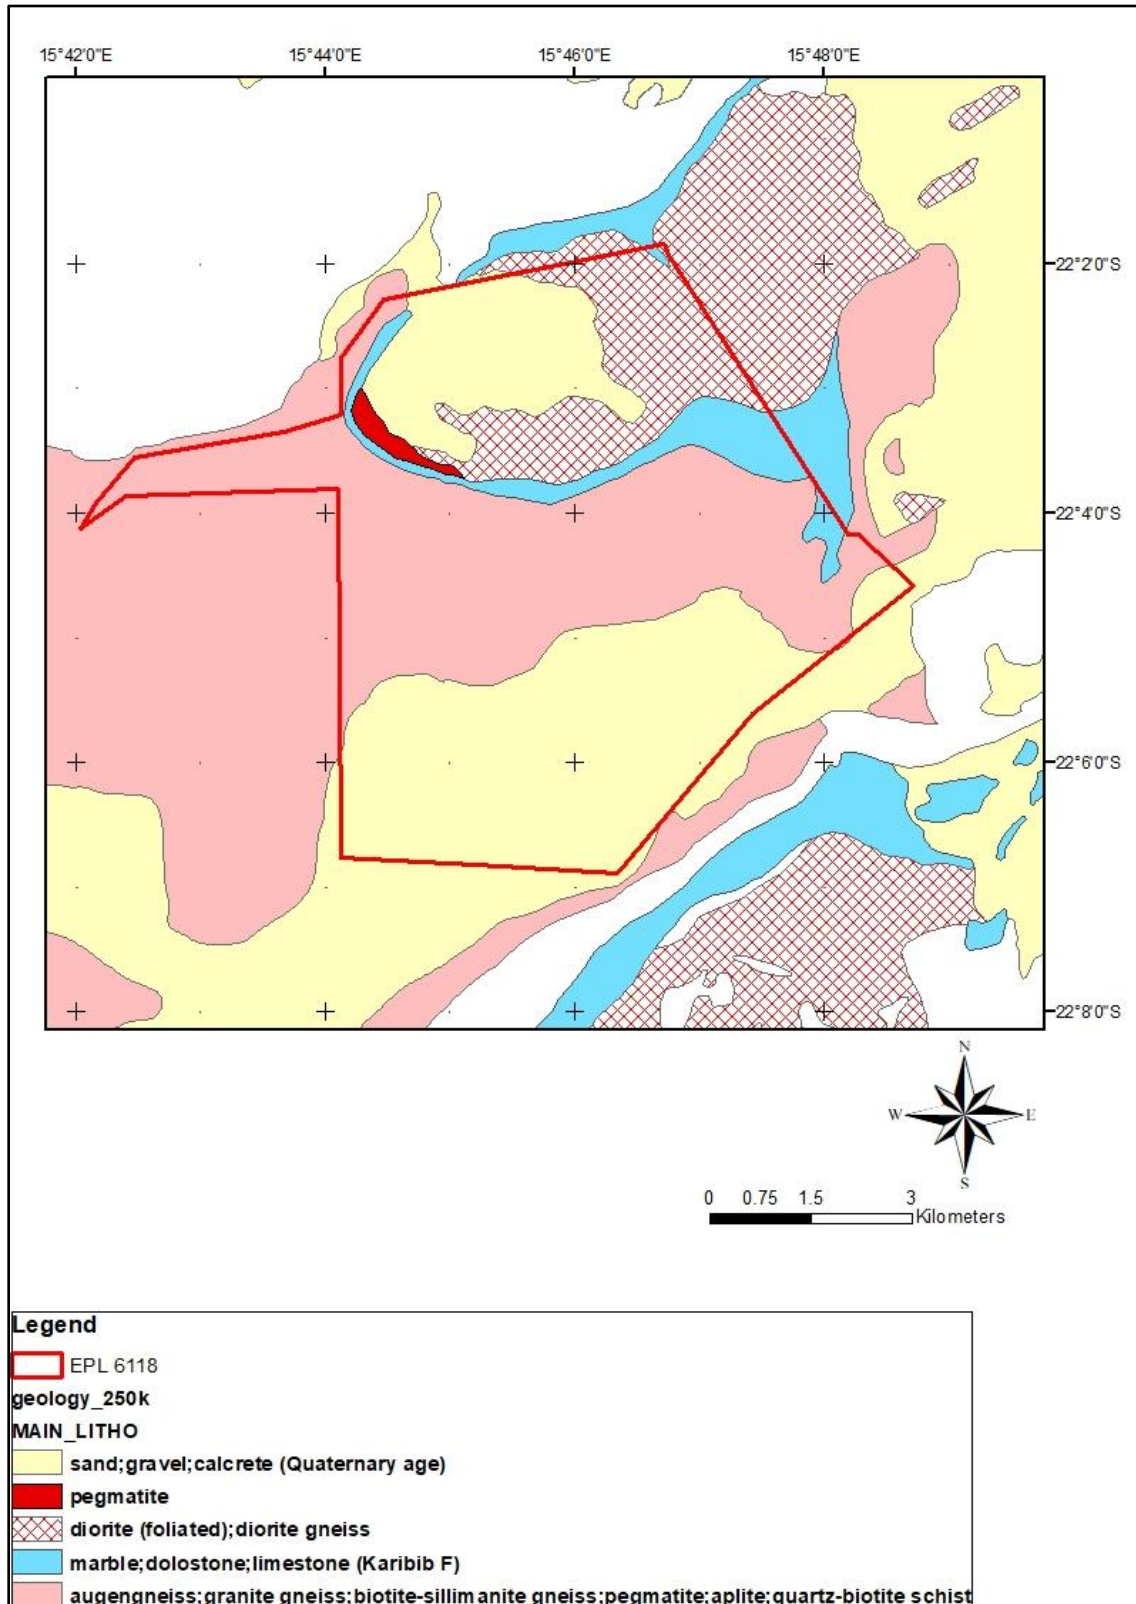 15°42'0"E 15°44'0"E 15°46'0"E 15°48'0"E
22°2'0"S
22°4'0"S
22°6'0"S
22°8'0"S
N
W E
S
0 0.75 1.5 3
Kilometers
Legend
EPL 6118
geology_250k
MAIN_LITHO
sand;gravel;calcrete (Quaternary age)
pegmatite
diorite (foliated);diorite gneiss
marble;dolostone;limestone (Karibib F)
augengneiss;granite gneiss;biotite-sillimanite gneiss;pegmatite;aplite;quartz-biotite schist